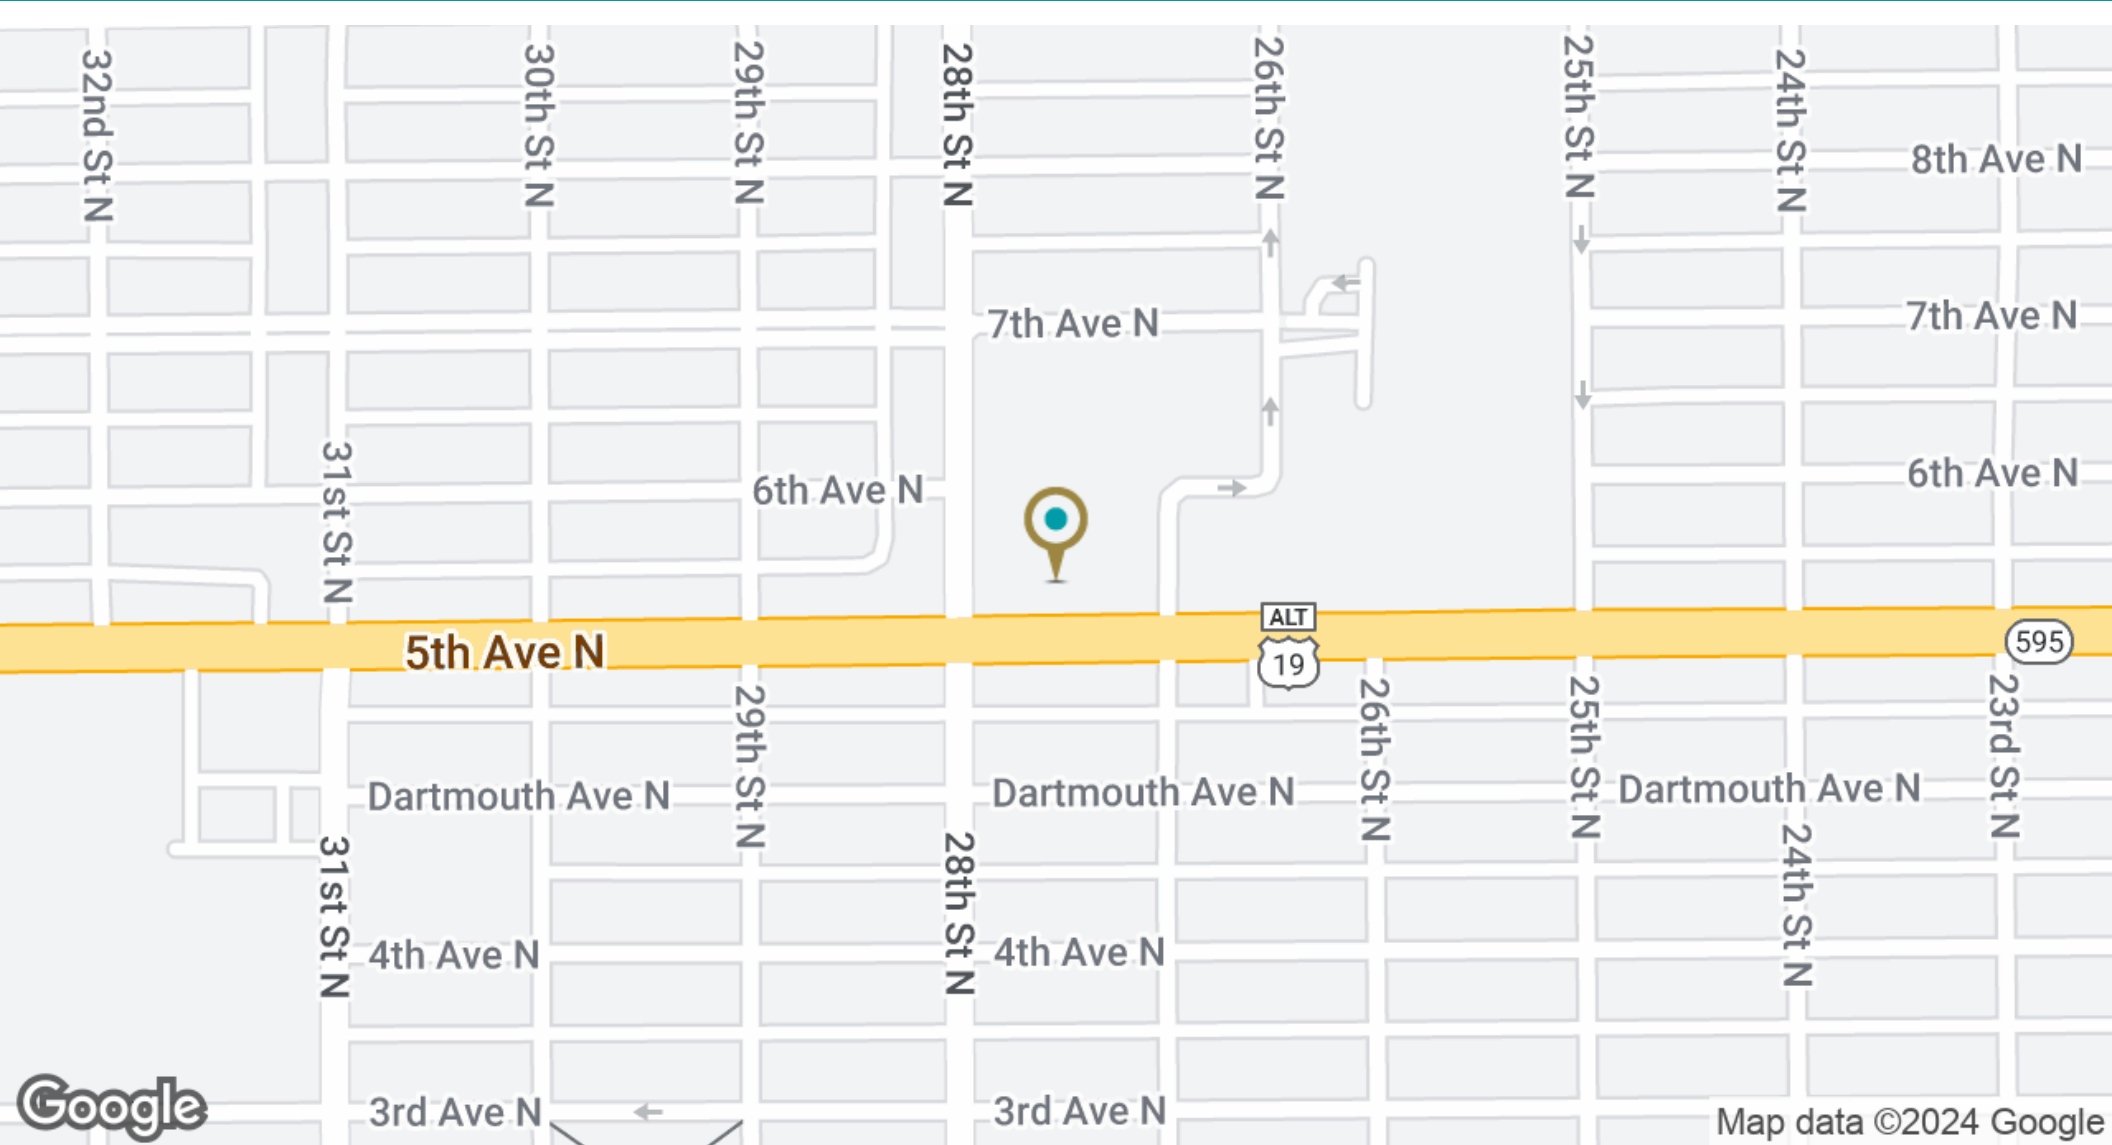 32nd St N
30th St N
29th St N
28th St N
26th St N
25th St N
24th St N
8th Ave N
7th Ave N
7th Ave N
31st St N
6th Ave N
6th Ave N
5th Ave N
ALT
19
595
29th St N
26th St N
25th St N
23rd St N
Dartmouth Ave N
Dartmouth Ave N
Dartmouth Ave N
31st St N
28th St N
24th St N
4th Ave N
4th Ave N
3rd Ave N
3rd Ave N
Google
Map data ©2024 Google